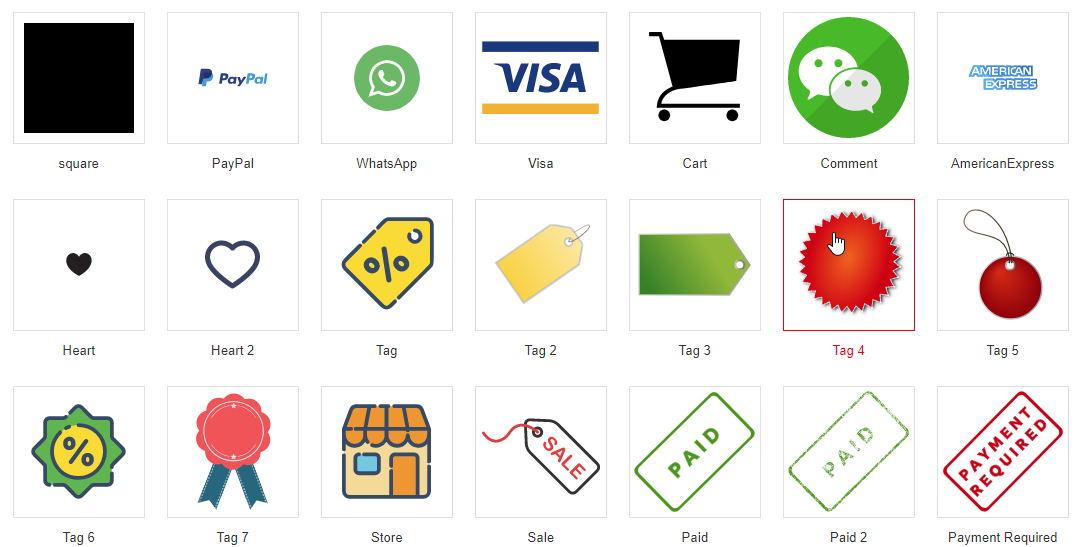 PayPal
VISA
AMERICAN
EXPRESS
square
PayPal
WhatsApp
Visa
Cart
Comment
AmericanExpress
%
Heart
Heart 2
Tag
Tag 2
Tag 3
Tag 4
Tag 5
%
SALE
PAID
PAID
PAYMENT
REQUIRED
Tag 6
Tag 7
Store
Sale
Paid
Paid 2
Payment Required